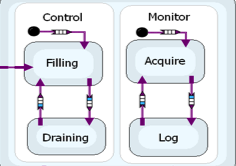 Control
Monitor
Filling
Acquire
Draining
Log